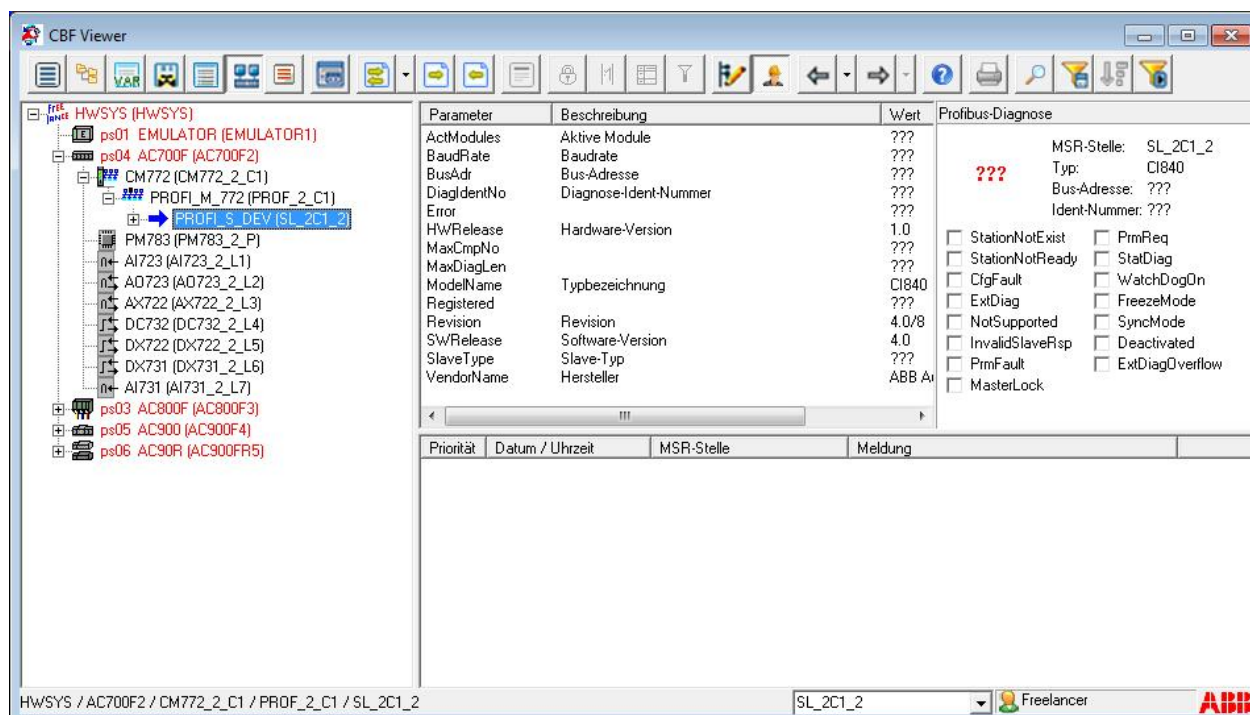 CBF Viewer
VAR
FREE
LANCE
HWSYS (HWSYS)
ps01 EMULATOR (EMULATOR1)
ps04 AC700F (AC700F2)
CM772 (CM772_2_C1)
PROFI_M_772 (PROF_2_C1)
PROFI_S_DEV (SL_2C1_2)
PM783 (PM783_2_P)
AI723 (AI723_2_L1)
AO723 (AO723_2_L2)
AX722 (AX722_2_L3)
DC732 (DC732_2_L4)
DX722 (DX722_2_L5)
DX731 (DX731_2_L6)
AI731 (AI731_2_L7)
ps03 AC800F (AC800F3)
ps05 AC900 (AC900F4)
ps06 AC90R (AC900FR5)
Parameter Beschreibung Wert
ActModules Aktive Module ???
BaudRate Baudrate ???
BusAdr Bus-Adresse ???
DiagIdentNo Diagnose-Ident-Nummer ???
Error ???
HWRelease Hardware-Version 1.0
MaxCmpNo ???
MaxDiagLen ???
ModelName Typbezeichnung CI840
Registered ???
Revision Revision 4.0/8
SWRelease Software-Version 4.0
SlaveType Slave-Typ ???
VendorName Hersteller ABB Au
Profibus-Diagnose
???
MSR-Stelle: SL_2C1_2
Typ: CI840
Bus-Adresse: ???
Ident-Nummer: ???
StationNotExist PrmReq
StationNotReady StatDiag
CfgFault WatchDogOn
ExtDiag FreezeMode
NotSupported SyncMode
InvalidSlaveRsp Deactivated
PrmFault ExtDiagOverflow
MasterLock
Priorität Datum / Uhrzeit MSR-Stelle Meldung
HWSYS / AC700F2 / CM772_2_C1 / PROF_2_C1 / SL_2C1_2
SL_2C1_2
Freelancer
ABB